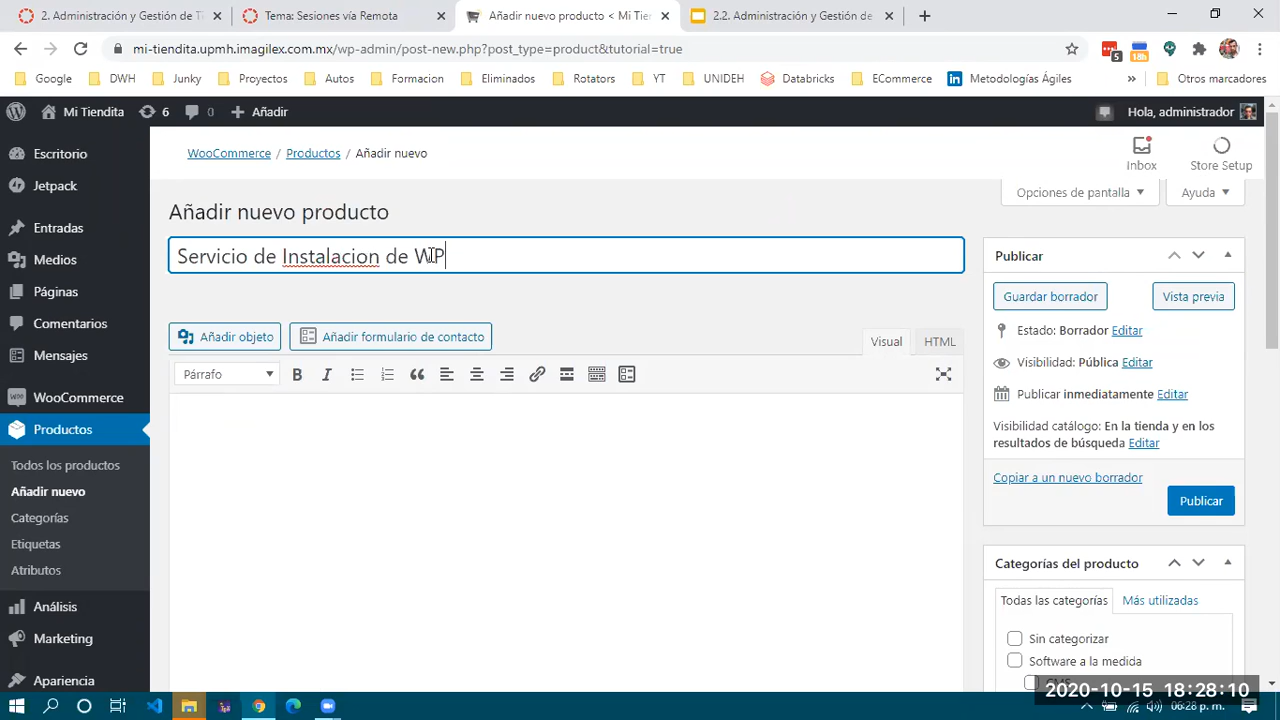 2. Administración y Gestión de T
Tema: Sesiones vía Remota
Añadir nuevo producto < Mi Tien
2.2. Administración y Gestión de
mi-tiendita.upmh.imagilex.com.mx/wp-admin/post-new.php?post_type=product&tutorial=true
5
18h
Google
DWH
Junky
Proyectos
Autos
Formacion
Eliminados
Rotators
YT
UNIDEH
Databricks
ECommerce
Metodologías Ágiles
»
Otros marcadores
Mi Tiendita
6
0
Añadir
Hola, administrador
Escritorio
Jetpack
Entradas
Medios
Páginas
Comentarios
Mensajes
WooCommerce
Productos
Todos los productos
Añadir nuevo
Categorías
Etiquetas
Atributos
Análisis
Marketing
Apariencia
WooCommerce / Productos / Añadir nuevo
Inbox
Store Setup
Opciones de pantalla
Ayuda
Añadir nuevo producto
Servicio de Instalacion de WP
Añadir objeto
Añadir formulario de contacto
Visual
HTML
Párrafo
B
I
Publicar
Guardar borrador
Vista previa
Estado: Borrador Editar
Visibilidad: Pública Editar
Publicar inmediatamente Editar
Visibilidad catálogo: En la tienda y en los
resultados de búsqueda Editar
Copiar a un nuevo borrador
Publicar
Categorías del producto
Todas las categorías
Más utilizadas
Sin categorizar
Software a la medida
CMS
2020-10-15 18:28:10
06:28 p. m.